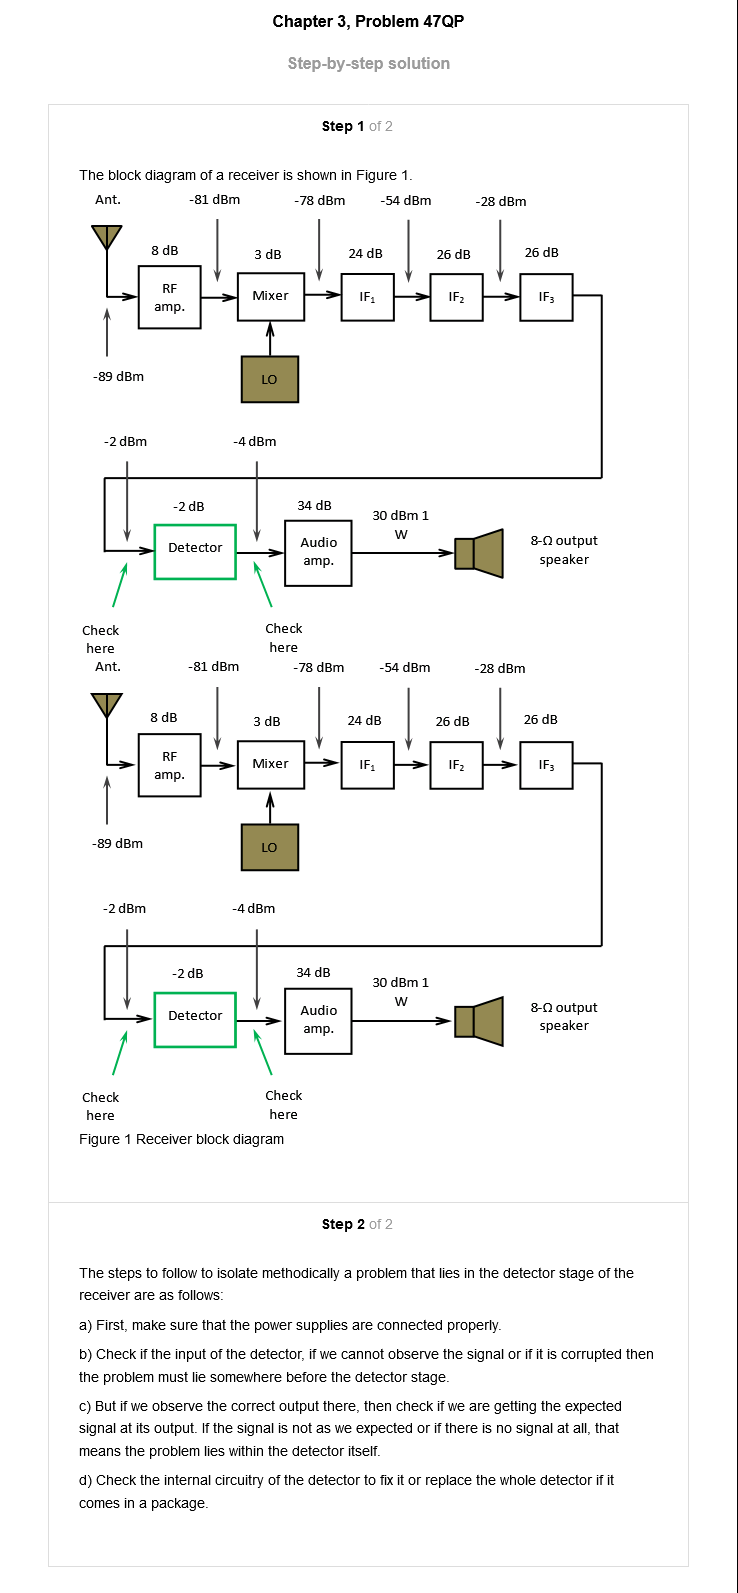 Chapter 3, Problem 47QP
Step-by-step solution
Step 1 of 2
The block diagram of a receiver is shown in Figure 1.
Ant.
-81 dBm
-78 dBm
-54 dBm
-28 dBm
8 dB
3 dB
24 dB
26 dB
26 dB
RF
amp.
Mixer
IF₁
IF₂
IF₃
-89 dBm
LO
-2 dBm
-4 dBm
-2 dB
34 dB
30 dBm 1
W
Detector
Audio
amp.
8-Ω output
speaker
Check
here
Check
here
Ant.
-81 dBm
-78 dBm
-54 dBm
-28 dBm
8 dB
3 dB
24 dB
26 dB
26 dB
RF
amp.
Mixer
IF₁
IF₂
IF₃
-89 dBm
LO
-2 dBm
-4 dBm
-2 dB
34 dB
30 dBm 1
W
Detector
Audio
amp.
8-Ω output
speaker
Check
here
Check
here
Figure 1 Receiver block diagram
Step 2 of 2
The steps to follow to isolate methodically a problem that lies in the detector stage of the
receiver are as follows:
a) First, make sure that the power supplies are connected properly.
b) Check if the input of the detector, if we cannot observe the signal or if it is corrupted then
the problem must lie somewhere before the detector stage.
c) But if we observe the correct output there, then check if we are getting the expected
signal at its output. If the signal is not as we expected or if there is no signal at all, that
means the problem lies within the detector itself.
d) Check the internal circuitry of the detector to fix it or replace the whole detector if it
comes in a package.